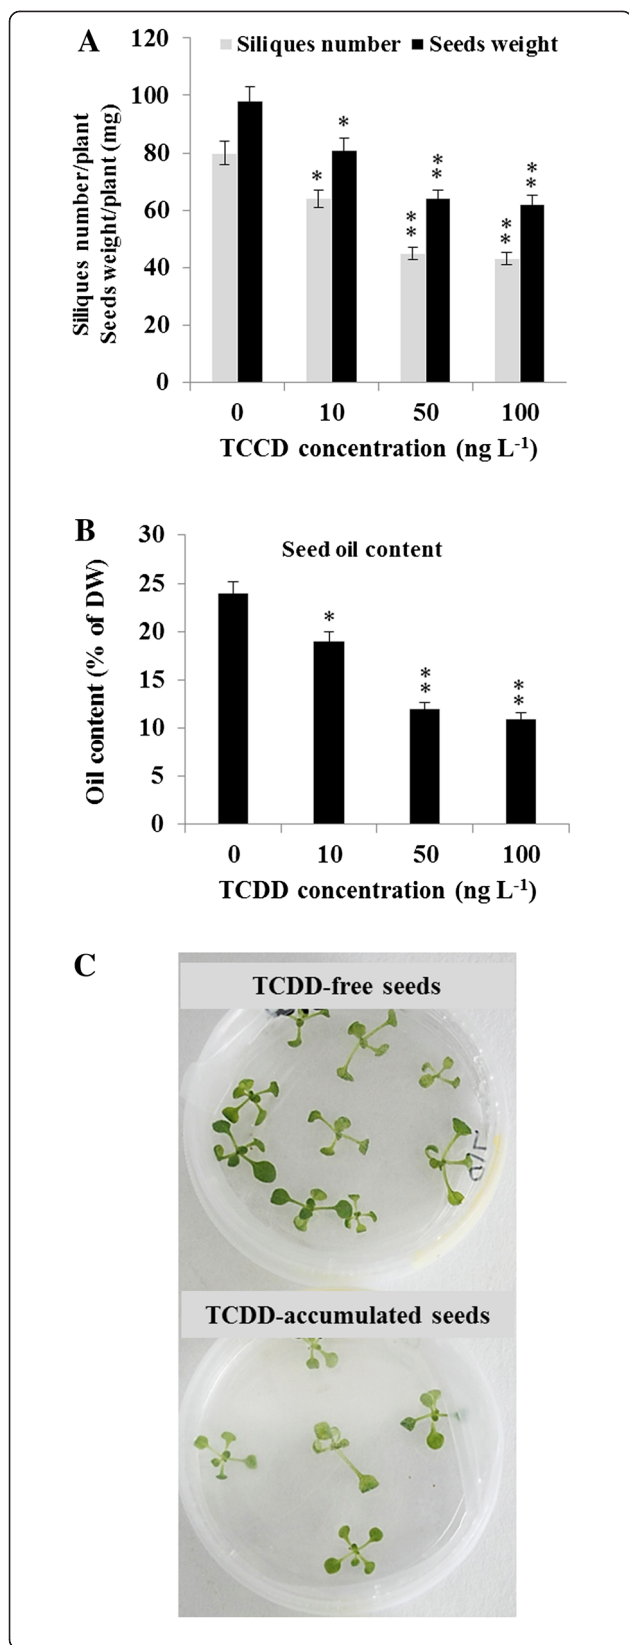 A
Siliques number Seeds weight
Siliques number/plant
Seeds weight/plant (mg)
120
100
80
60
40
20
0
*
*
**
**
**
**
0 10 50 100
TCCD concentration (ng L-1)
B
Seed oil content
Oil content (% of DW)
30
25
20
15
10
5
0
*
**
**
0 10 50 100
TCDD concentration (ng L-1)
C
TCDD-free seeds
TCDD-accumulated seeds